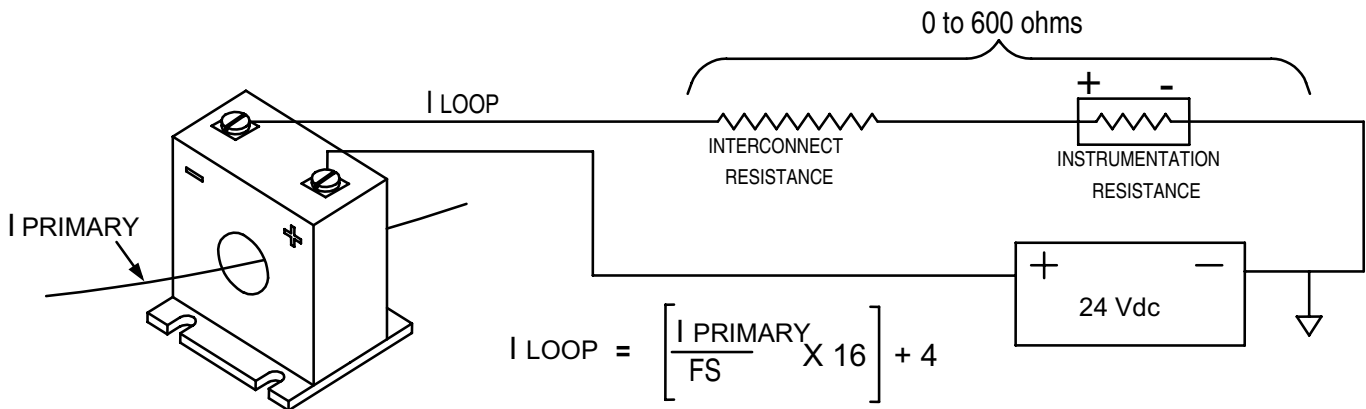 0 to 600 ohms
I LOOP
+ -
INTERCONNECT
RESISTANCE
INSTRUMENTATION
RESISTANCE
I PRIMARY
-
+
+ −
24 Vdc
I LOOP = [I PRIMARY / FS X 16] + 4